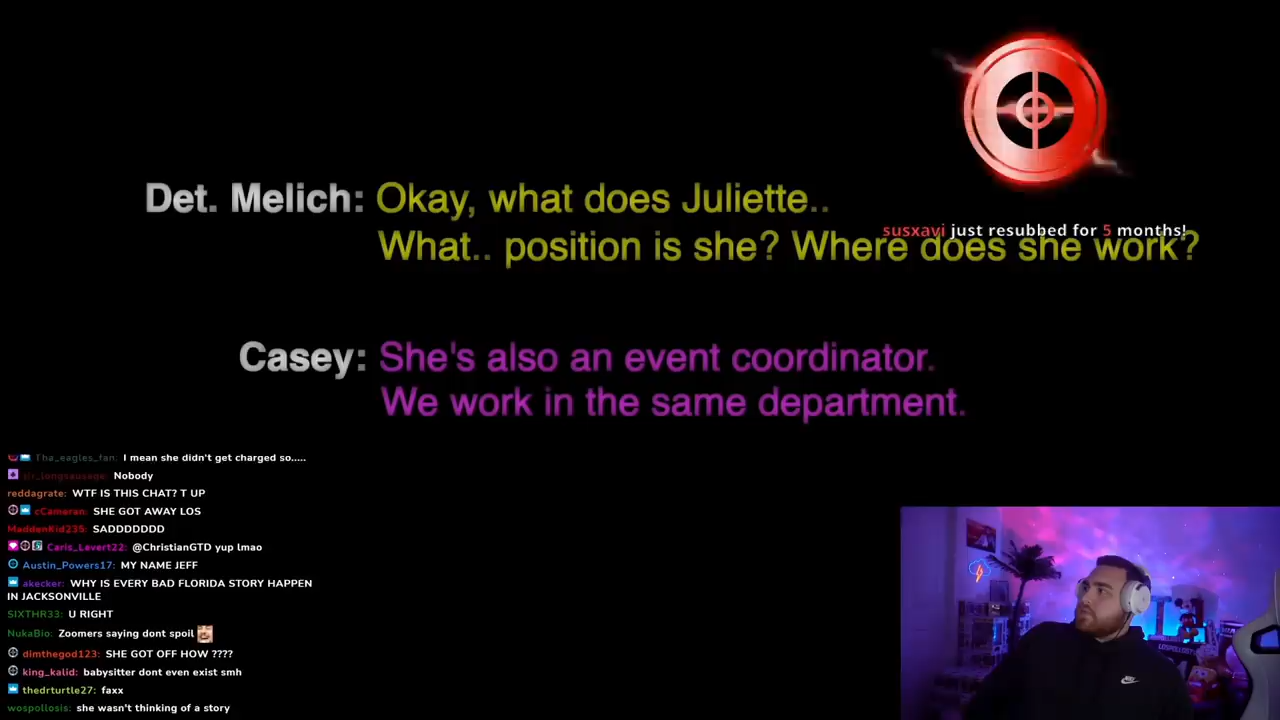 Det. Melich: Okay, what does Juliette..
What.. position is she? Where does she work?
susxavi just resubbed for 5 months!
Casey: She's also an event coordinator.
We work in the same department.
Tha_eagles_fan: I mean she didn't get charged so.....
Nobody
reddagrate: WTF IS THIS CHAT? T UP
cCamaran: SHE GOT AWAY LOS
MaddenKid235: SADDDDDDD
Caris_Levert22: @ChristianGTD yup lmao
Austin_Powers17: MY NAME JEFF
akecker: WHY IS EVERY BAD FLORIDA STORY HAPPEN
IN JACKSONVILLE
SIXTHR33: U RIGHT
NukaBio: Zoomers saying dont spoil
dimthegod123: SHE GOT OFF HOW ????
king_kalid: babysitter dont even exist smh
thedrturtle27: faxx
wospollosis: she wasn't thinking of a story